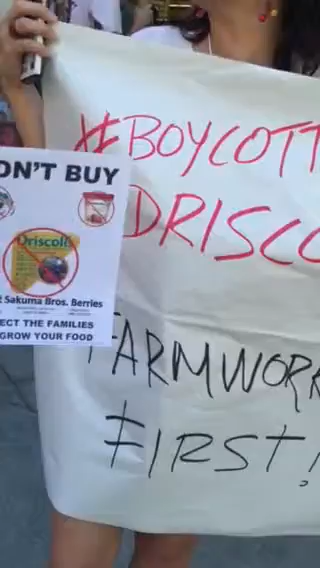 #BOYCOTT
DRISCO
FARMWORK
FIRST!
ON'T BUY
Driscoll's
Sakuma Bros. Berries
ECT THE FAMILIES
GROW YOUR FOOD